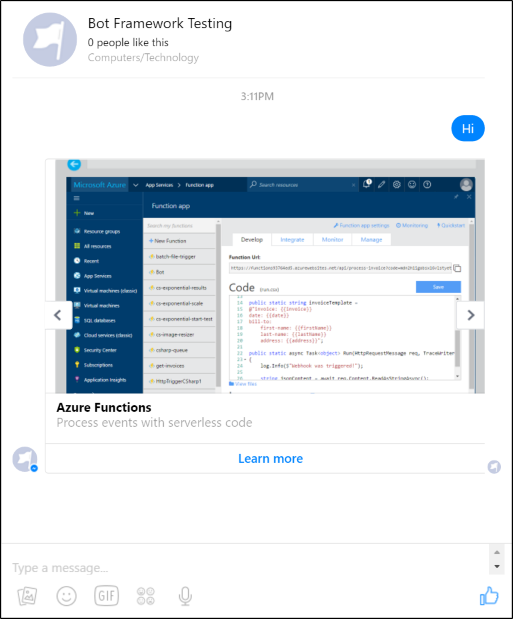 Bot Framework Testing
0 people like this
Computers/Technology
3:11PM
Hi
Microsoft Azure
App Services > Function app
Search resources
Function app
New
Resource groups
All resources
Recent
App Services
Virtual machines (classic)
Virtual machines
SQL databases
Cloud services (classic)
Security Center
Subscriptions
Application Insights
Search my functions
New Function
batch-file-trigger
Bot
cs-exponential-results
cs-exponential-scale
cs-exponential-start-test
cs-image-resizer
csharp-queue
get-invoices
HttpTriggerCSharp1
Function app settings
Monitoring
Quickstart
Develop
Integrate
Monitor
Manage
Function Url
Code
Save
13
14 public static string invoiceTemplate =
15 @"invoice: {{invoice}}
16 date: {{date}}
17 bill-to:
18 first-name: {{firstName}}
19 last-name: {{lastName}}
20 address: {{address}}";
21
22 public static async Task<object> Run(HttpRequestMessage req, TraceWriter
23 {
24 log.Info($"Webhook was triggered!");
25
26 string jsonContent = await req.Content.ReadAsStringAsync();
View files
Azure Functions
Process events with serverless code
Learn more
Type a message...
GIF